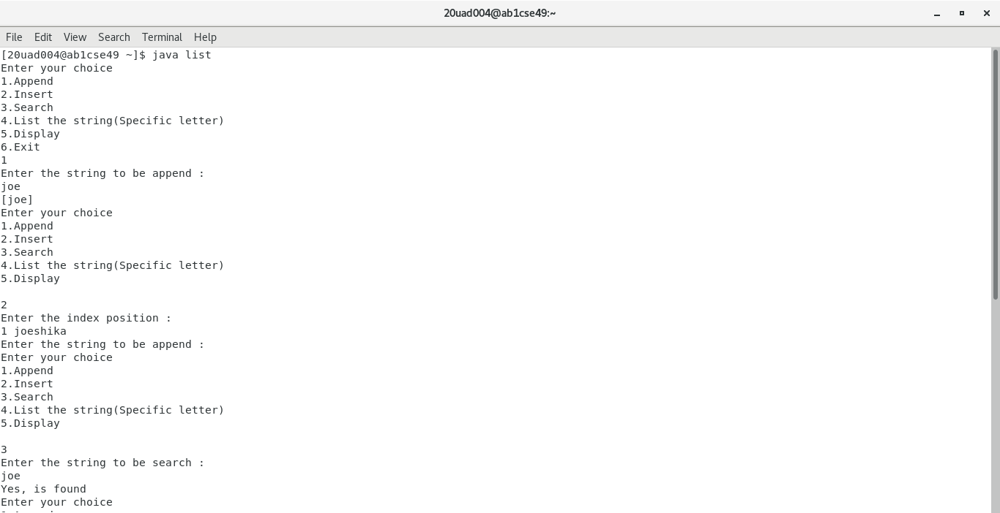 20uad004@ab1cse49:~
File Edit View Search Terminal Help
[20uad004@ab1cse49 ~]$ java list
Enter your choice
1.Append
2.Insert
3.Search
4.List the string(Specific letter)
5.Display
6.Exit
1
Enter the string to be append :
joe
[joe]
Enter your choice
1.Append
2.Insert
3.Search
4.List the string(Specific letter)
5.Display
2
Enter the index position :
1 joeshika
Enter the string to be append :
Enter your choice
1.Append
2.Insert
3.Search
4.List the string(Specific letter)
5.Display
3
Enter the string to be search :
joe
Yes, is found
Enter your choice